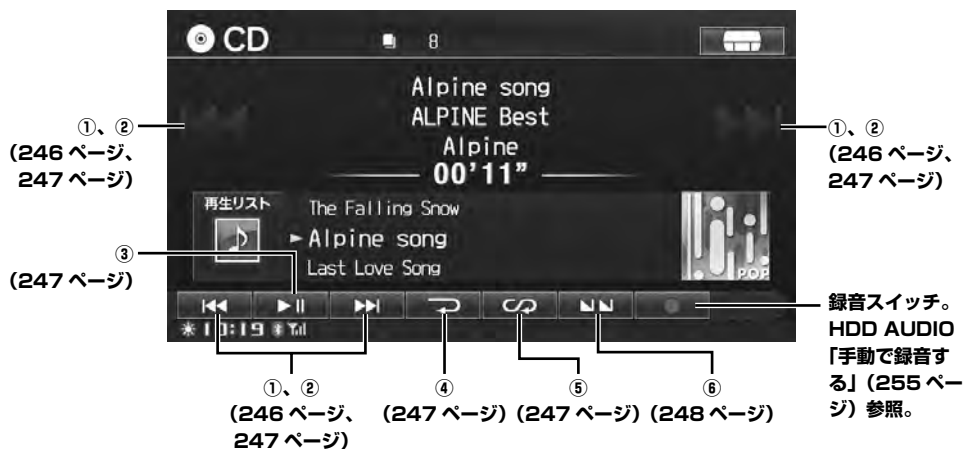 CD
8
Alpine song
ALPINE Best
Alpine
00'11"
再生リスト
The Falling Snow
►Alpine song
Last Love Song
POP
10:19
①、②
(246 ページ、
247 ページ)
①、②
(246 ページ、
247 ページ)
③
(247 ページ)
①、②
(246 ページ、
247 ページ)
④
(247 ページ)
⑤
(247 ページ)
⑥
(248 ページ)
録音スイッチ。
HDD AUDIO
「手動で録音す
る」(255 ペー
ジ) 参照。